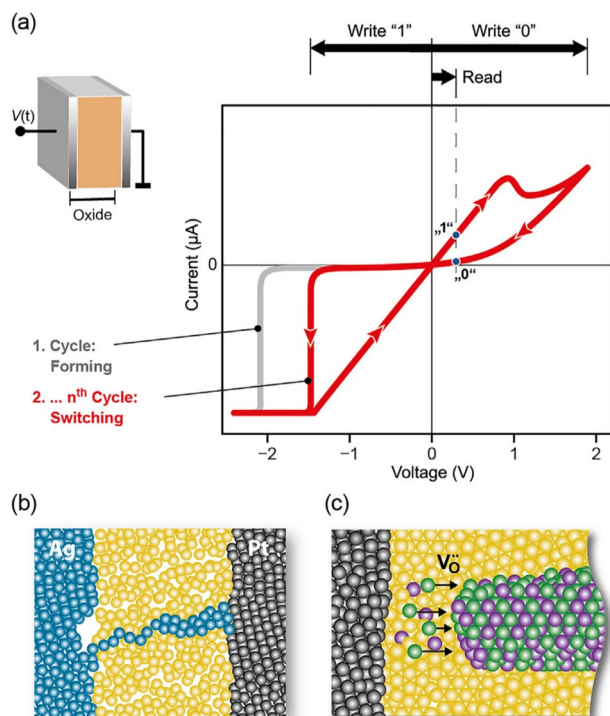 (a)
Write "1" Write "0"
Read
V(t)
Oxide
Current (µA)
0
„1“
„0“
1. Cycle:
Forming
2. ... nth Cycle:
Switching
−2 −1 0 1 2
Voltage (V)
(b) (c)
Ag Pt V_O¨